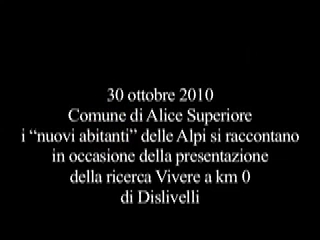 30 ottobre 2010
Comune di Alice Superiore
i “nuovi abitanti” delle Alpi si raccontano
in occasione della presentazione
della ricerca Vivere a km 0
di Dislivelli